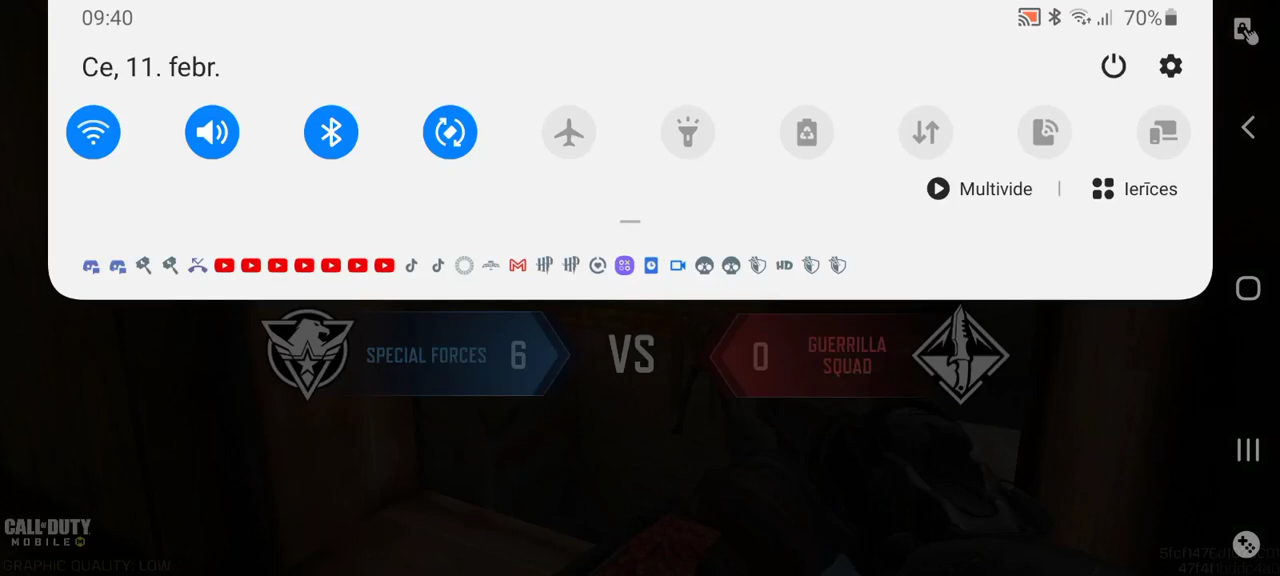 09:40
70%
Ce, 11. febr.
Multivide | Ierīces
HD
SPECIAL FORCES 6 VS 0 GUERRILLA
SQUAD
CALL OF DUTY
MOBILE
GRAPHIC QUALITY: LOW